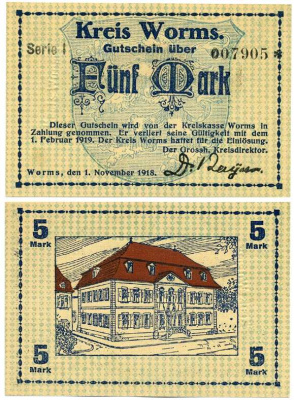 Kreis Worms.
Serie I
Gutschein über
007905 *
Fünf Mark
Dieser Gutschein wird von der Kreiskasse Worms in
Zahlung genommen. Er verliert seine Gültigkeit mit dem
1. Februar 1919. Der Kreis Worms haftet für die Einlösung.
Der Grossh. Kreisdirektor.
Worms, den 1. November 1918.
5 5
Mark Mark
5 5
Mark Mark